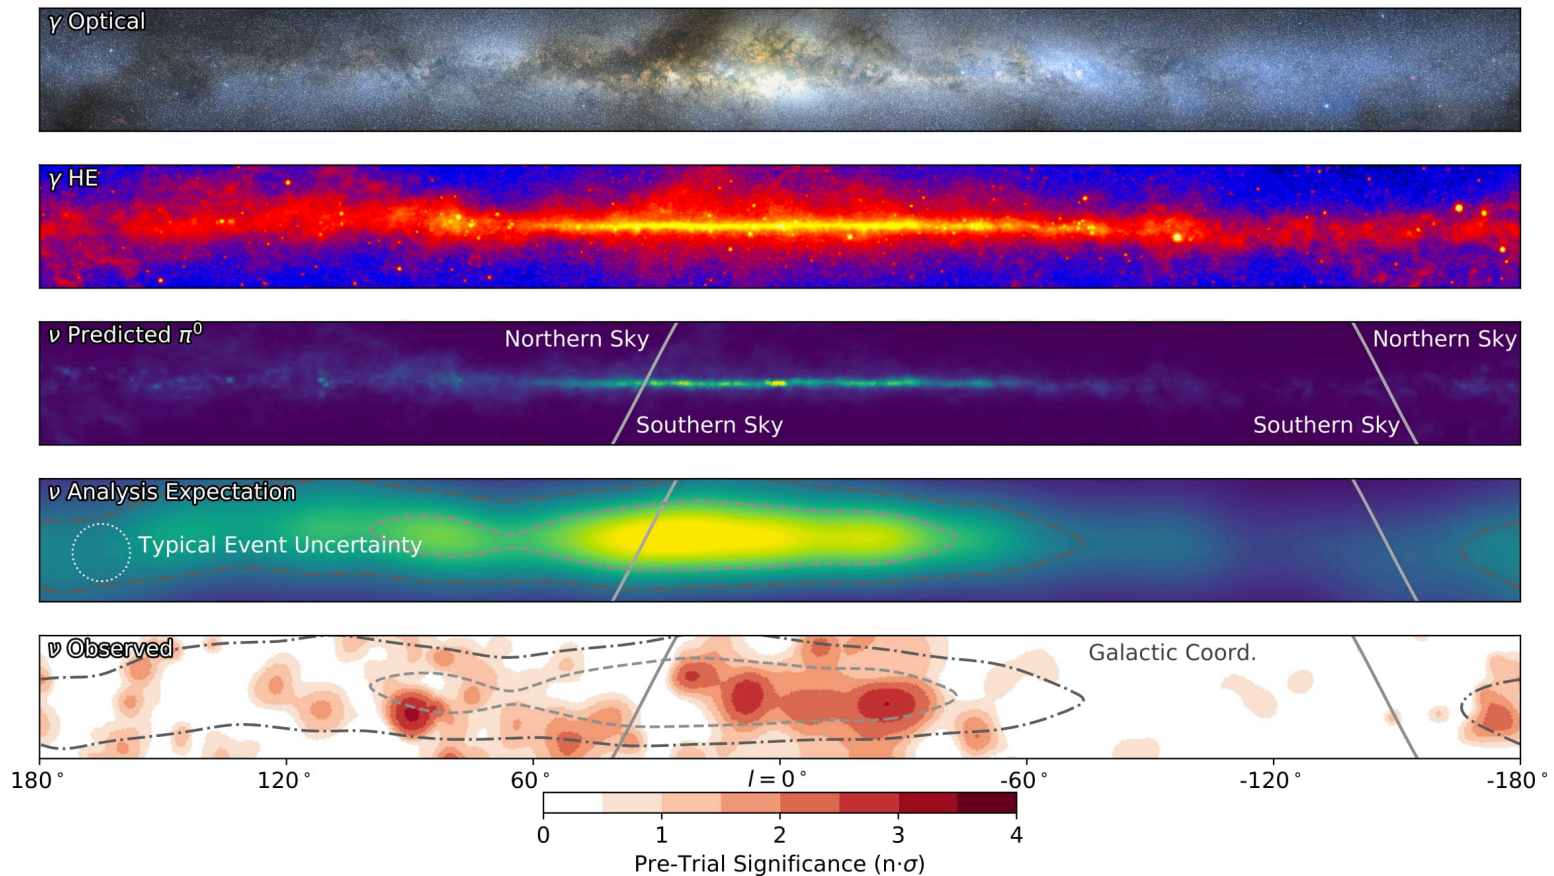 γ Optical
γ HE
ν Predicted π⁰
Northern Sky
Northern Sky
Southern Sky
Southern Sky
ν Analysis Expectation
Typical Event Uncertainty
ν Observed
Galactic Coord.
180° 120° 60° l = 0° -60° -120° -180°
0 1 2 3 4
Pre-Trial Significance (n·σ)